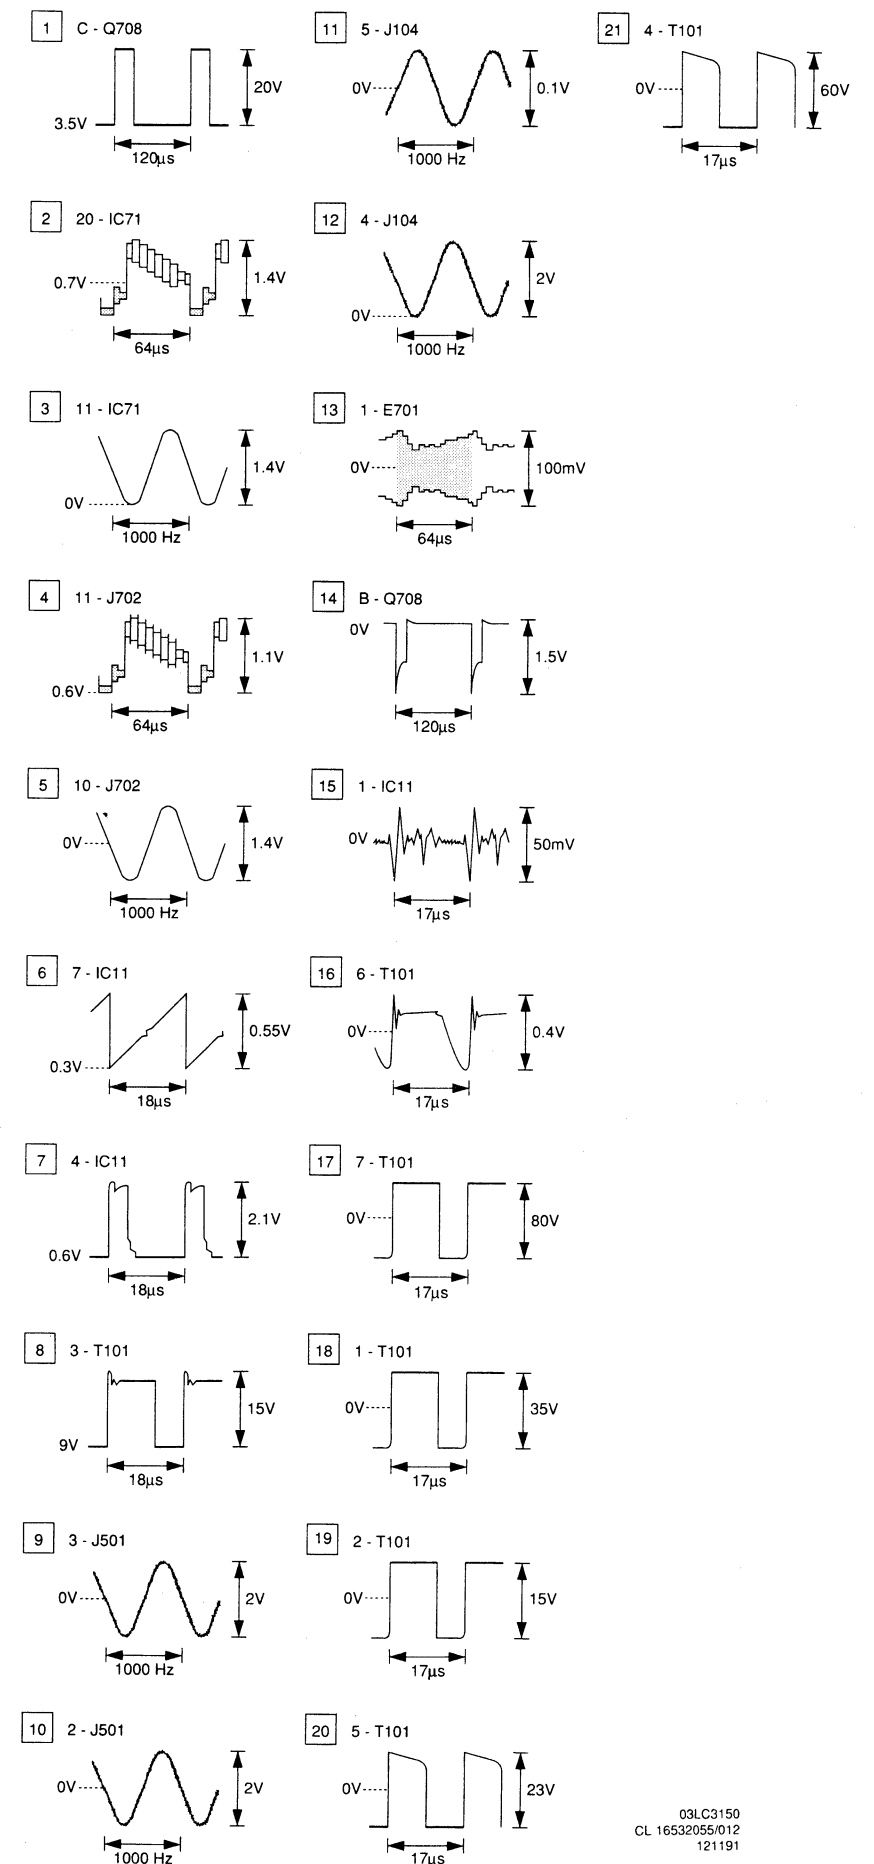 1 C - Q708
20V
3.5V
120µs
2 20 - IC71
0.7V
1.4V
64µs
3 11 - IC71
1.4V
0V
1000 Hz
4 11 - J702
1.1V
0.6V
64µs
5 10 - J702
0V
1.4V
1000 Hz
6 7 - IC11
0.55V
0.3V
18µs
7 4 - IC11
2.1V
0.6V
18µs
8 3 - T101
15V
9V
18µs
9 3 - J501
0V
2V
1000 Hz
10 2 - J501
0V
2V
1000 Hz
11 5 - J104
0V
0.1V
1000 Hz
12 4 - J104
2V
0V
1000 Hz
13 1 - E701
0V
100mV
64µs
14 B - Q708
0V
1.5V
120µs
15 1 - IC11
0V
50mV
17µs
16 6 - T101
0V
0.4V
17µs
17 7 - T101
0V
80V
17µs
18 1 - T101
0V
35V
17µs
19 2 - T101
0V
15V
17µs
20 5 - T101
0V
23V
17µs
21 4 - T101
0V
60V
17µs
03LC3150
CL 16532055/012
121191